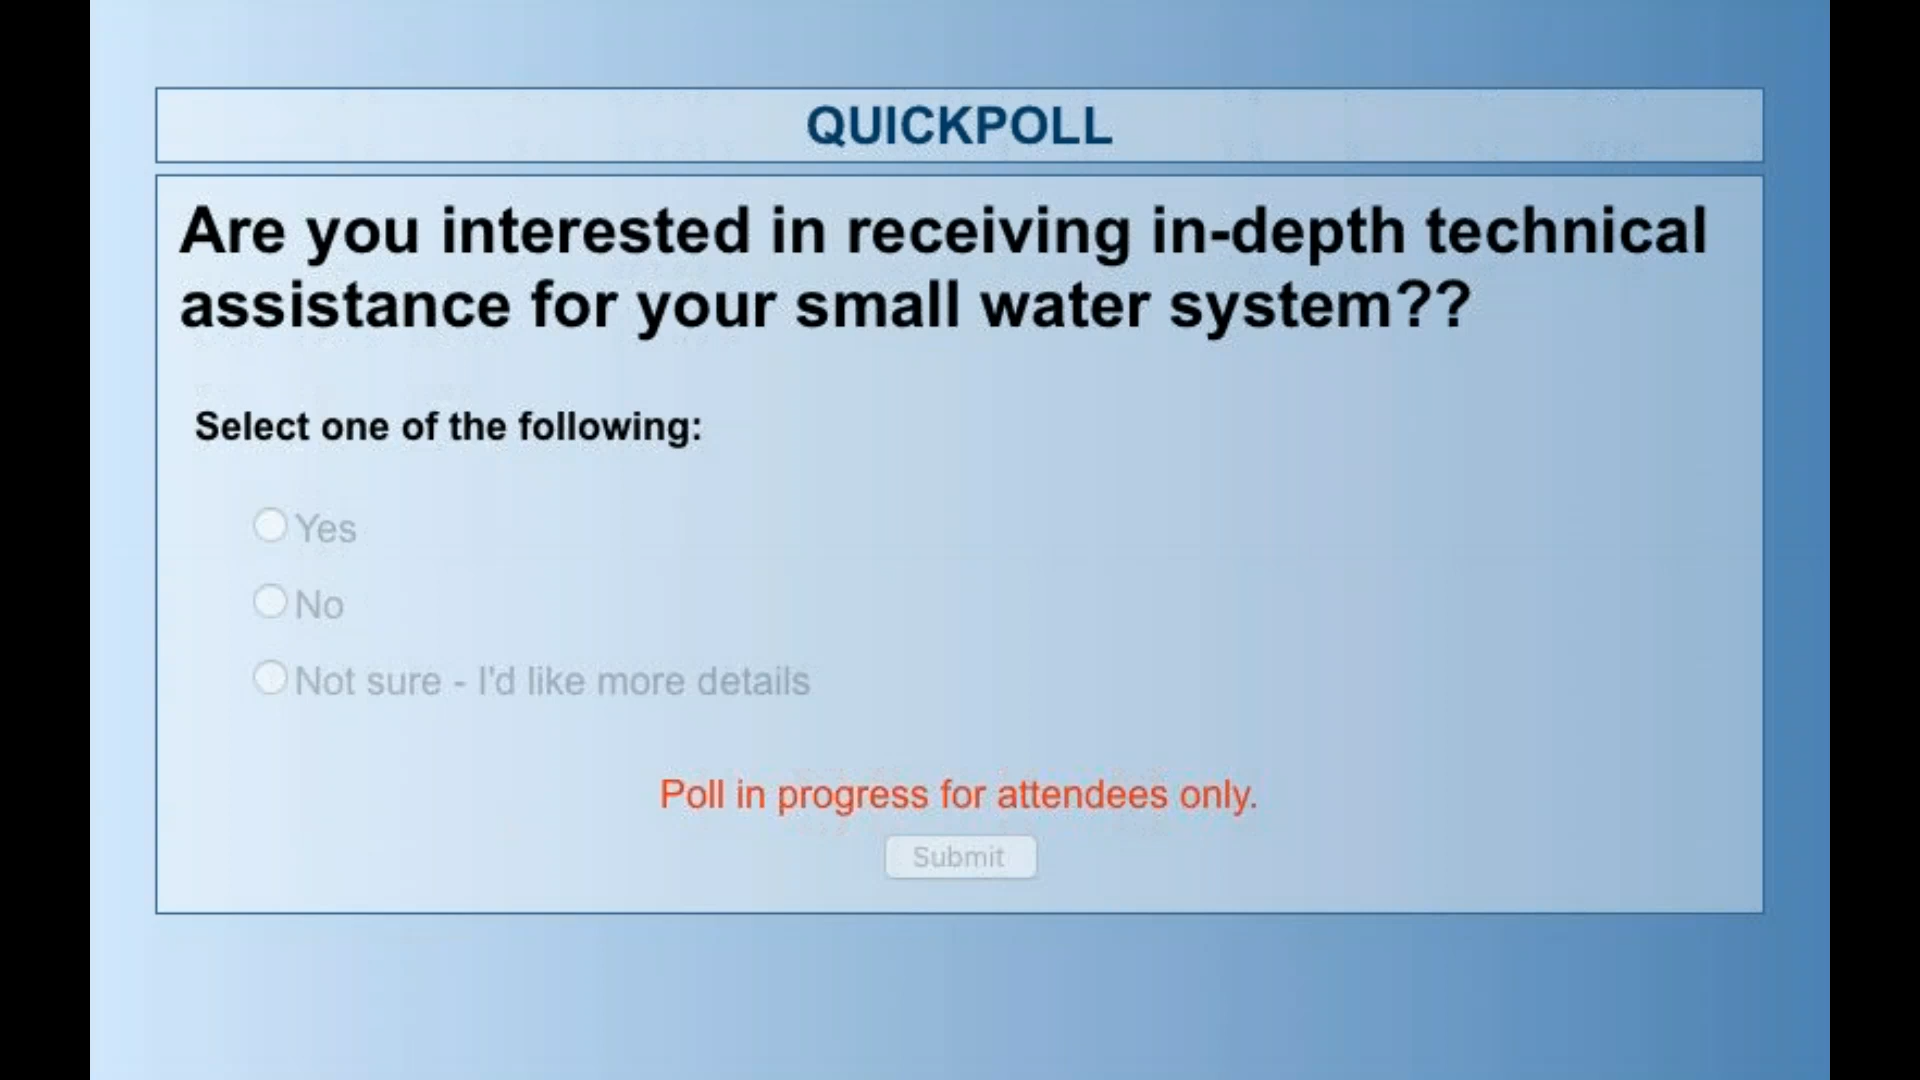 QUICKPOLL
Are you interested in receiving in-depth technical
assistance for your small water system??
Select one of the following:
Yes
No
Not sure - I'd like more details
Poll in progress for attendees only.
Submit